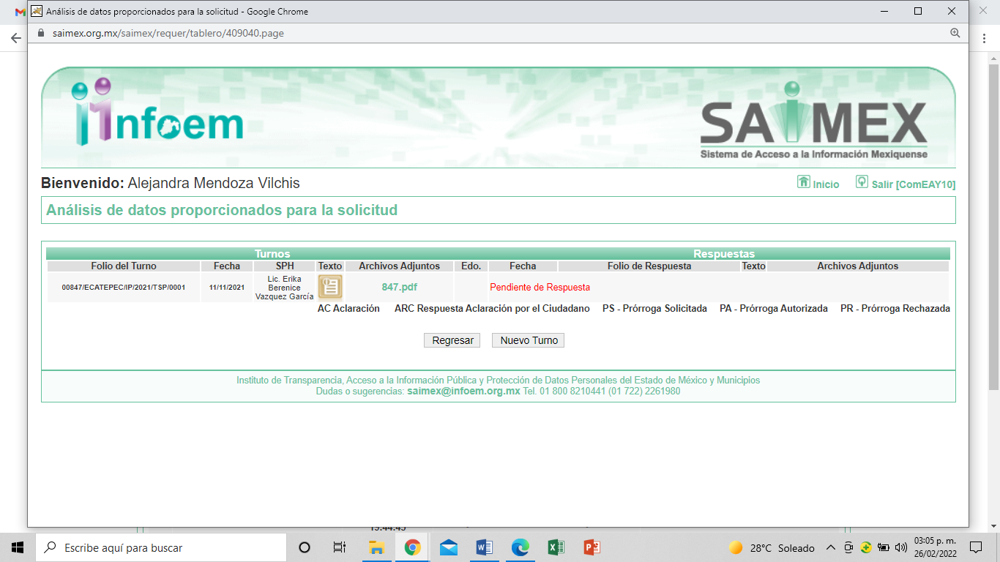 Análisis de datos proporcionados para la solicitud - Google Chrome
saimex.org.mx/saimex/requer/tablero/409040.page
infoem
SAIMEX
Sistema de Acceso a la Información Mexiquense
Bienvenido: Alejandra Mendoza Vilchis
Inicio Salir [ComEAY10]
Análisis de datos proporcionados para la solicitud
Turnos Respuestas
Folio del Turno Fecha SPH Texto Archivos Adjuntos Edo. Fecha Folio de Respuesta Texto Archivos Adjuntos
00847/ECATEPEC/IP/2021/TSP/0001 11/11/2021 Lic. Erika Berenice Vazquez García 847.pdf Pendiente de Respuesta
AC Aclaración ARC Respuesta Aclaración por el Ciudadano PS - Prórroga Solicitada PA - Prórroga Autorizada PR - Prórroga Rechazada
Regresar Nuevo Turno
Instituto de Transparencia, Acceso a la Información Pública y Protección de Datos Personales del Estado de México y Municipios
Dudas o sugerencias: saimex@infoem.org.mx Tel. 01 800 8210441 (01 722) 2261980
Escribe aquí para buscar
28°C Soleado
03:05 p. m.
26/02/2022